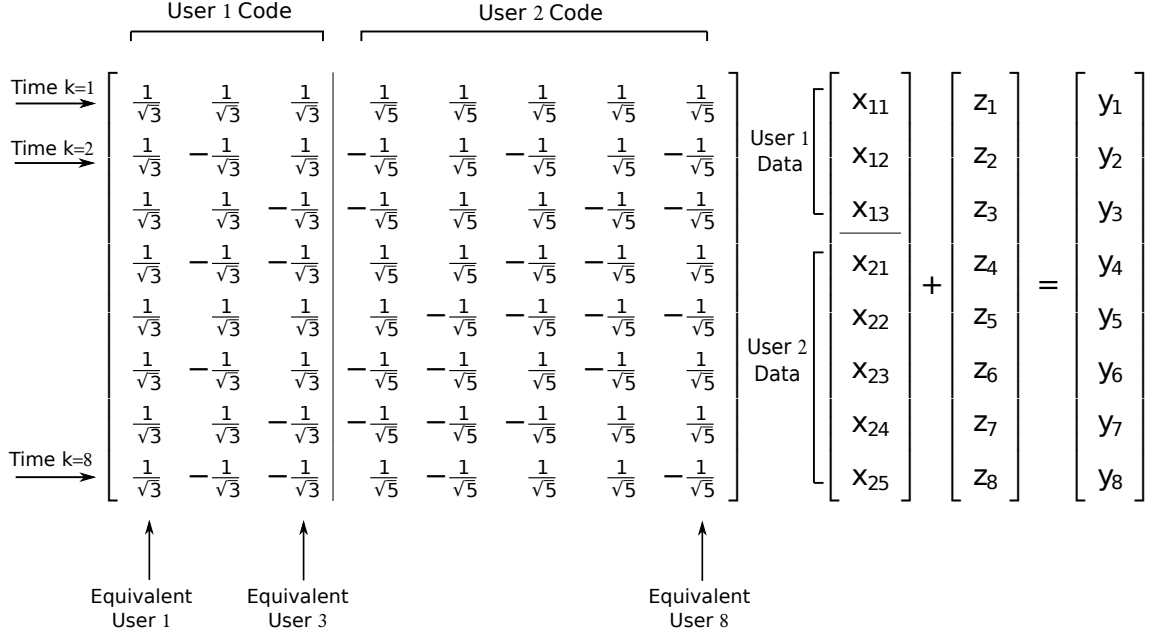 User 1 Code User 2 Code
Time k=1 1/√3 1/√3 1/√3 1/√5 1/√5 1/√5 1/√5 1/√5 x₁₁ z₁ y₁
Time k=2 1/√3 −1/√3 1/√3 −1/√5 1/√5 −1/√5 1/√5 −1/√5 x₁₂ z₂ y₂
1/√3 1/√3 −1/√3 −1/√5 1/√5 1/√5 −1/√5 −1/√5 x₁₃ z₃ y₃
1/√3 −1/√3 −1/√3 1/√5 1/√5 −1/√5 −1/√5 1/√5 x₂₁ + z₄ = y₄
1/√3 1/√3 1/√3 1/√5 −1/√5 −1/√5 −1/√5 −1/√5 x₂₂ z₅ y₅
1/√3 −1/√3 1/√3 −1/√5 −1/√5 1/√5 −1/√5 1/√5 x₂₃ z₆ y₆
1/√3 1/√3 −1/√3 −1/√5 −1/√5 −1/√5 1/√5 1/√5 x₂₄ z₇ y₇
Time k=8 1/√3 −1/√3 −1/√3 1/√5 −1/√5 1/√5 1/√5 −1/√5 x₂₅ z₈ y₈
User 1
Data
User 2
Data
Equivalent
User 1
Equivalent
User 3
Equivalent
User 8